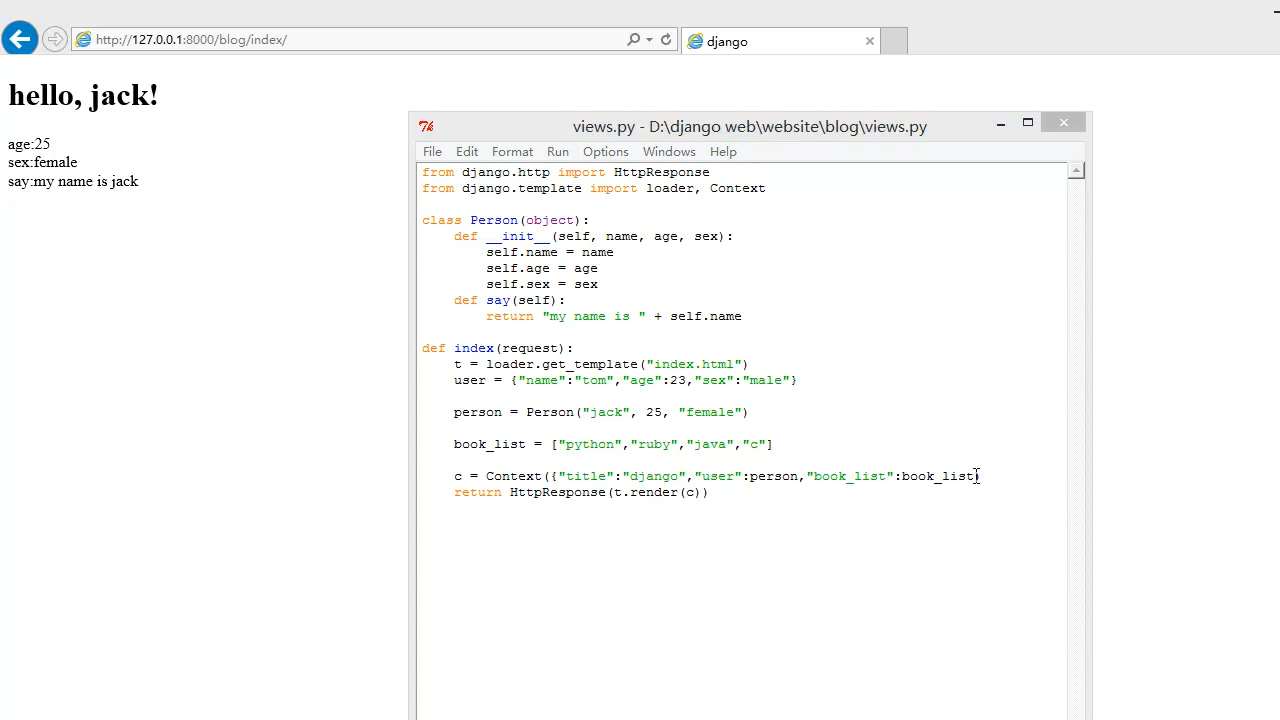 http://127.0.0.1:8000/blog/index/
django
hello, jack!
age:25
sex:female
say:my name is jack
views.py - D:\django web\website\blog\views.py
File Edit Format Run Options Windows Help
from django.http import HttpResponse
from django.template import loader, Context
class Person(object):
    def __init__(self, name, age, sex):
        self.name = name
        self.age = age
        self.sex = sex
    def say(self):
        return "my name is " + self.name
def index(request):
    t = loader.get_template("index.html")
    user = {"name":"tom","age":23,"sex":"male"}
    person = Person("jack", 25, "female")
    book_list = ["python","ruby","java","c"]
    c = Context({"title":"django","user":person,"book_list":book_list)
    return HttpResponse(t.render(c))